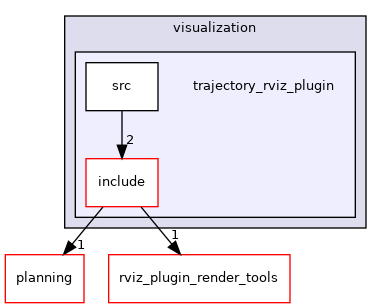 visualization
src
trajectory_rviz_plugin
2
include
1
1
planning
rviz_plugin_render_tools